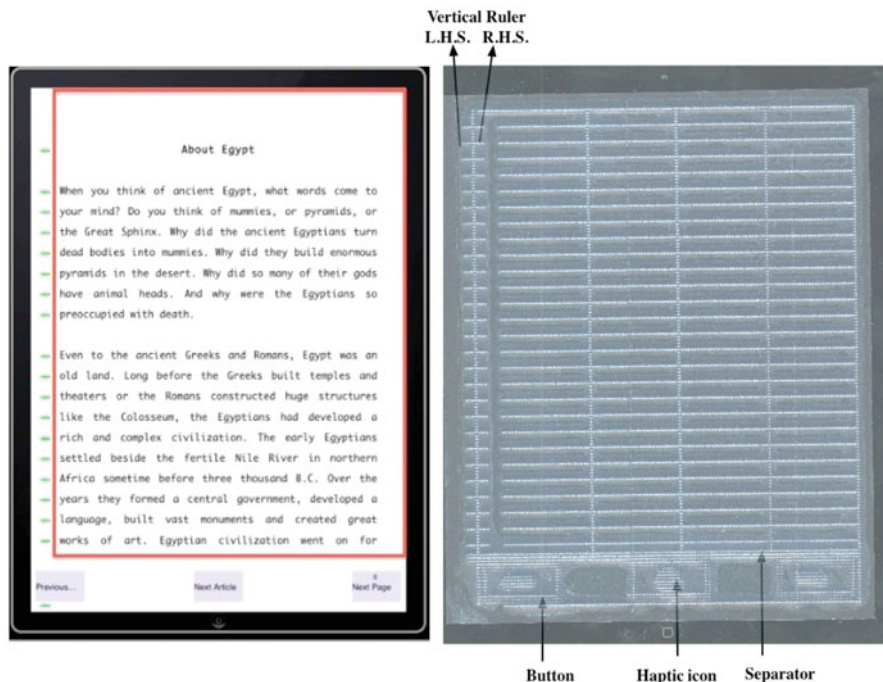 Vertical Ruler
L.H.S. R.H.S.
About Egypt
When you think of ancient Egypt, what words come to
your mind? Do you think of mummies, or pyramids, or
the Great Sphinx. Why did the ancient Egyptians turn
dead bodies into mummies. Why did they build enormous
pyramids in the desert. Why did so many of their gods
have animal heads. And why were the Egyptians so
preoccupied with death.
Even to the ancient Greeks and Romans, Egypt was an
old land. Long before the Greeks built temples and
theaters or the Romans constructed huge structures
like the Colosseum, the Egyptians had developed a
rich and complex civilization. The early Egyptians
settled beside the fertile Nile River in northern
Africa sometime before three thousand B.C. Over the
years they formed a central government, developed a
language, built vast monuments and created great
works of art. Egyptian civilization went on for
Previous...
Next Article
8
Next Page
Button
Haptic icon
Separator